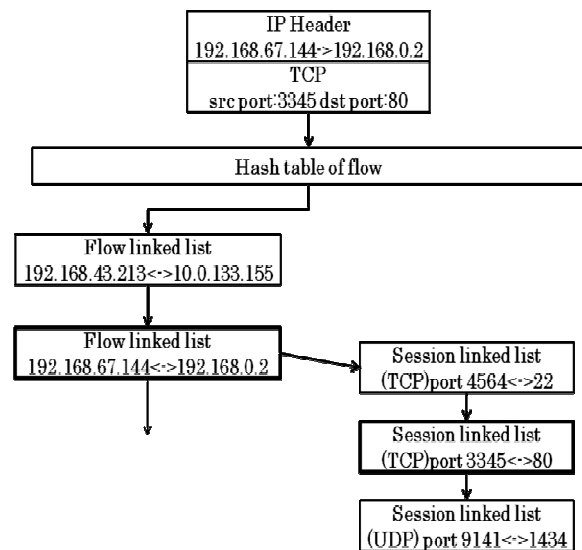 IP Header
192.168.67.144->192.168.0.2
TCP
src port:3345 dst port:80
Hash table of flow
Flow linked list
192.168.43.213<->10.0.133.155
Flow linked list
192.168.67.144<->192.168.0.2
Session linked list
(TCP)port 4564<->22
Session linked list
(TCP)port 3345<->80
Session linked list
(UDP) port 9141<->1434